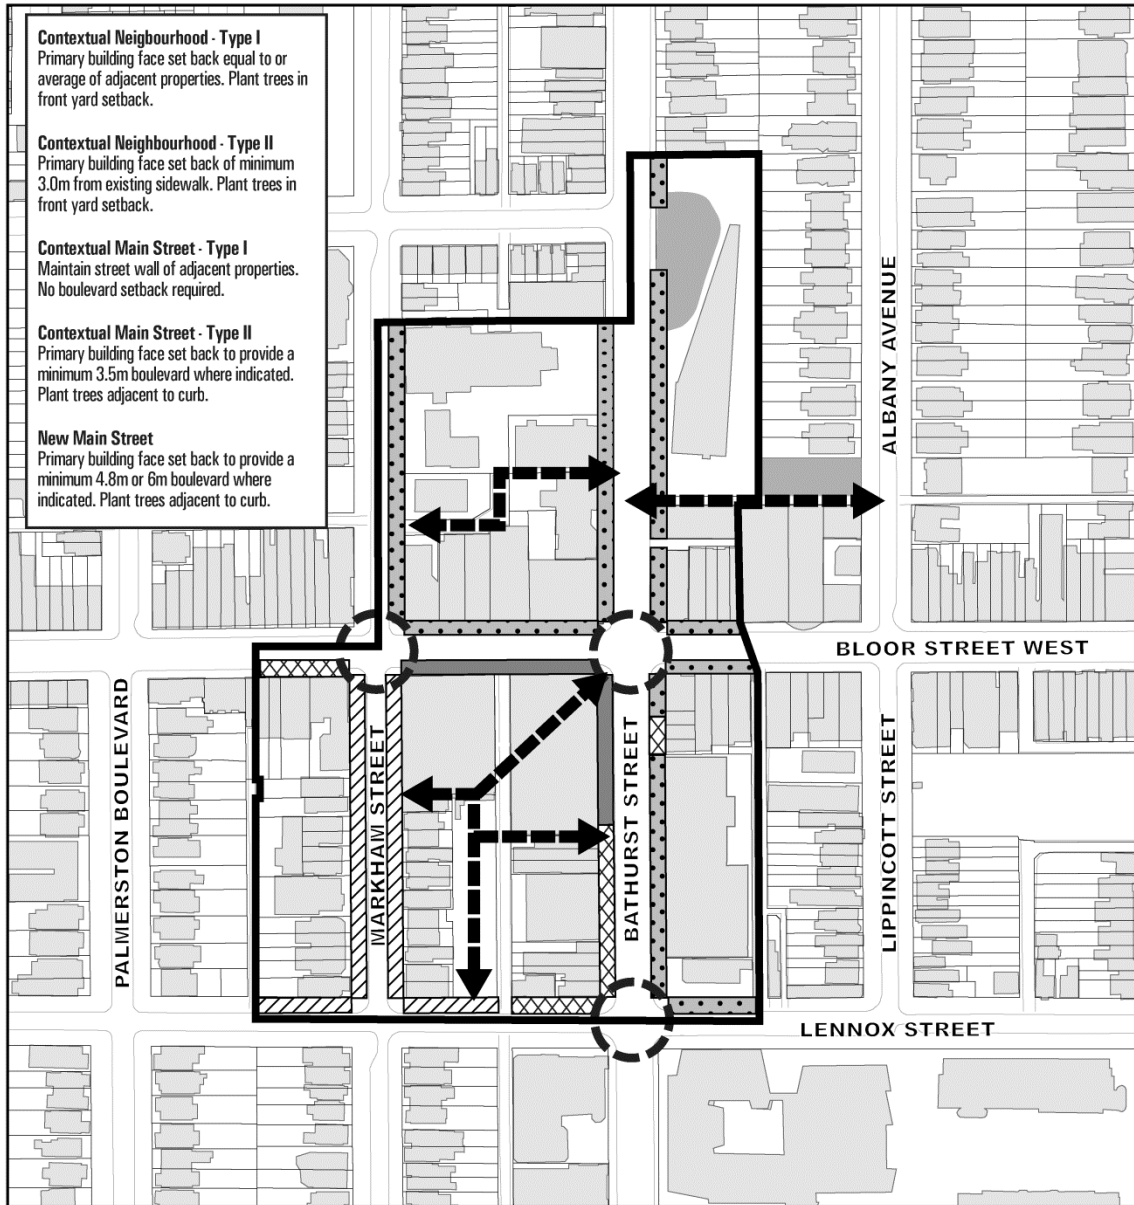 Contextual Neigbourhood - Type I
Primary building face set back equal to or
average of adjacent properties. Plant trees in
front yard setback.
Contextual Neighbourhood - Type II
Primary building face set back of minimum
3.0m from existing sidewalk. Plant trees in
front yard setback.
Contextual Main Street - Type I
Maintain street wall of adjacent properties.
No boulevard setback required.
Contextual Main Street - Type II
Primary building face set back to provide a
minimum 3.5m boulevard where indicated.
Plant trees adjacent to curb.
New Main Street
Primary building face set back to provide a
minimum 4.8m or 6m boulevard where
indicated. Plant trees adjacent to curb.
ALBANY AVENUE
BLOOR STREET WEST
PALMERSTON BOULEVARD
MARKHAM STREET
BATHURST STREET
LIPPINCOTT STREET
LENNOX STREET